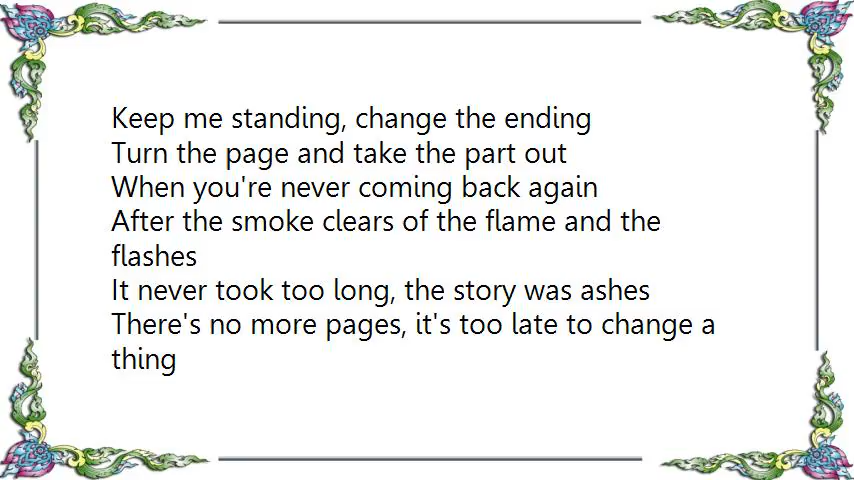 Keep me standing, change the ending
Turn the page and take the part out
When you're never coming back again
After the smoke clears of the flame and the
flashes
It never took too long, the story was ashes
There's no more pages, it's too late to change a
thing